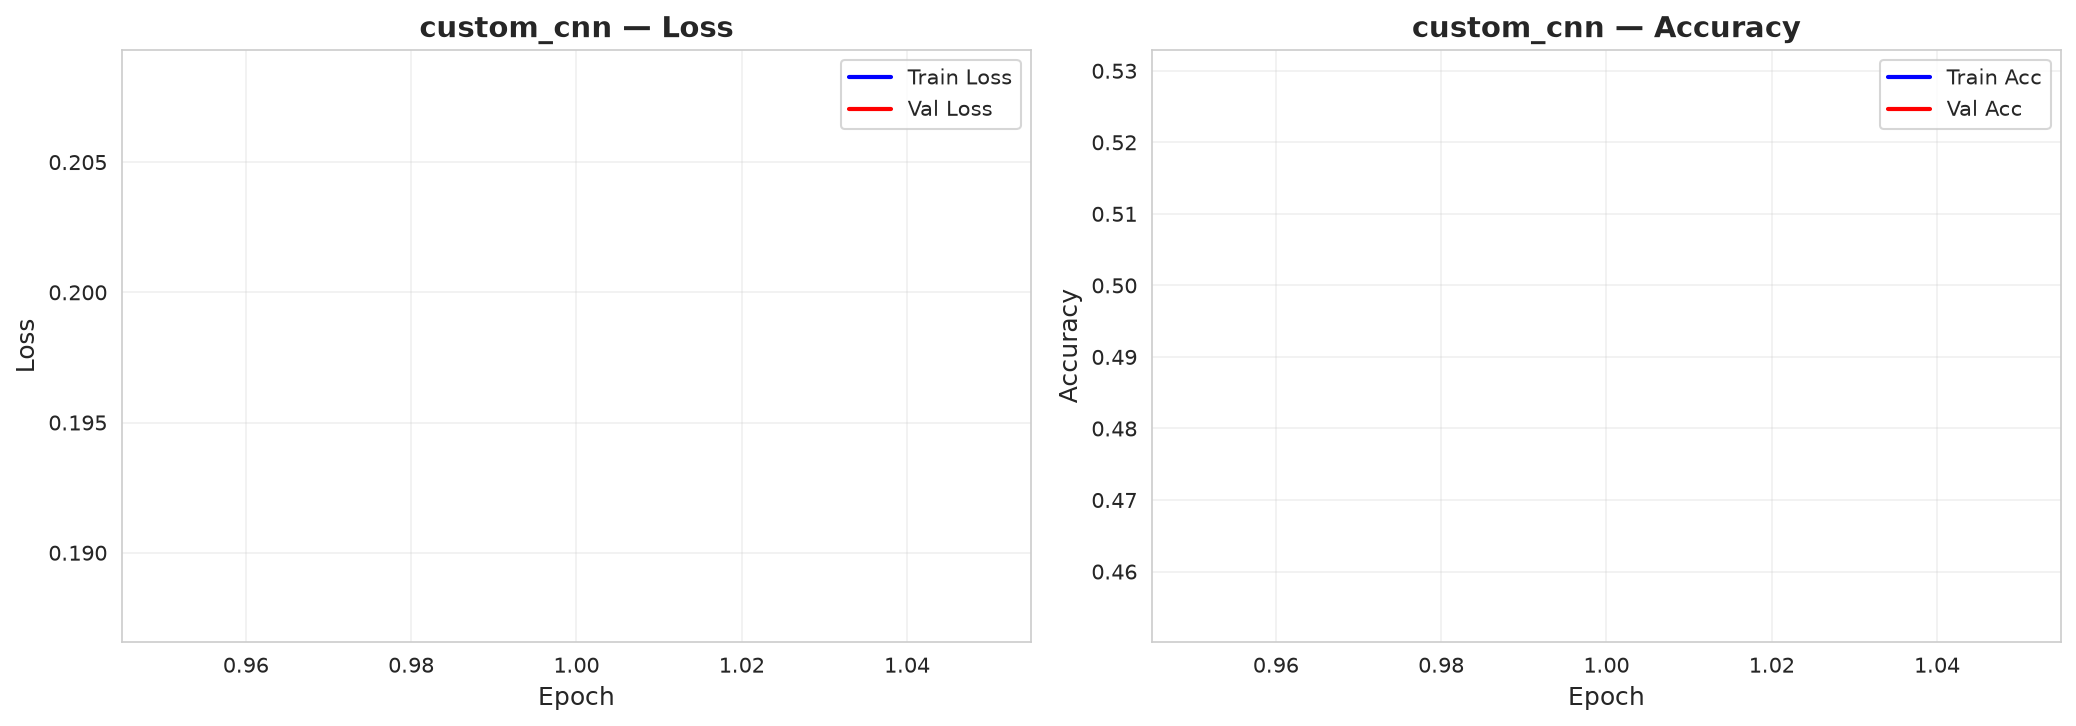 custom_cnn — Loss
Train Loss
Val Loss
0.205
0.200
0.195
0.190
Loss
0.96 0.98 1.00 1.02 1.04
Epoch
custom_cnn — Accuracy
Train Acc
Val Acc
0.53
0.52
0.51
0.50
0.49
0.48
0.47
0.46
Accuracy
0.96 0.98 1.00 1.02 1.04
Epoch